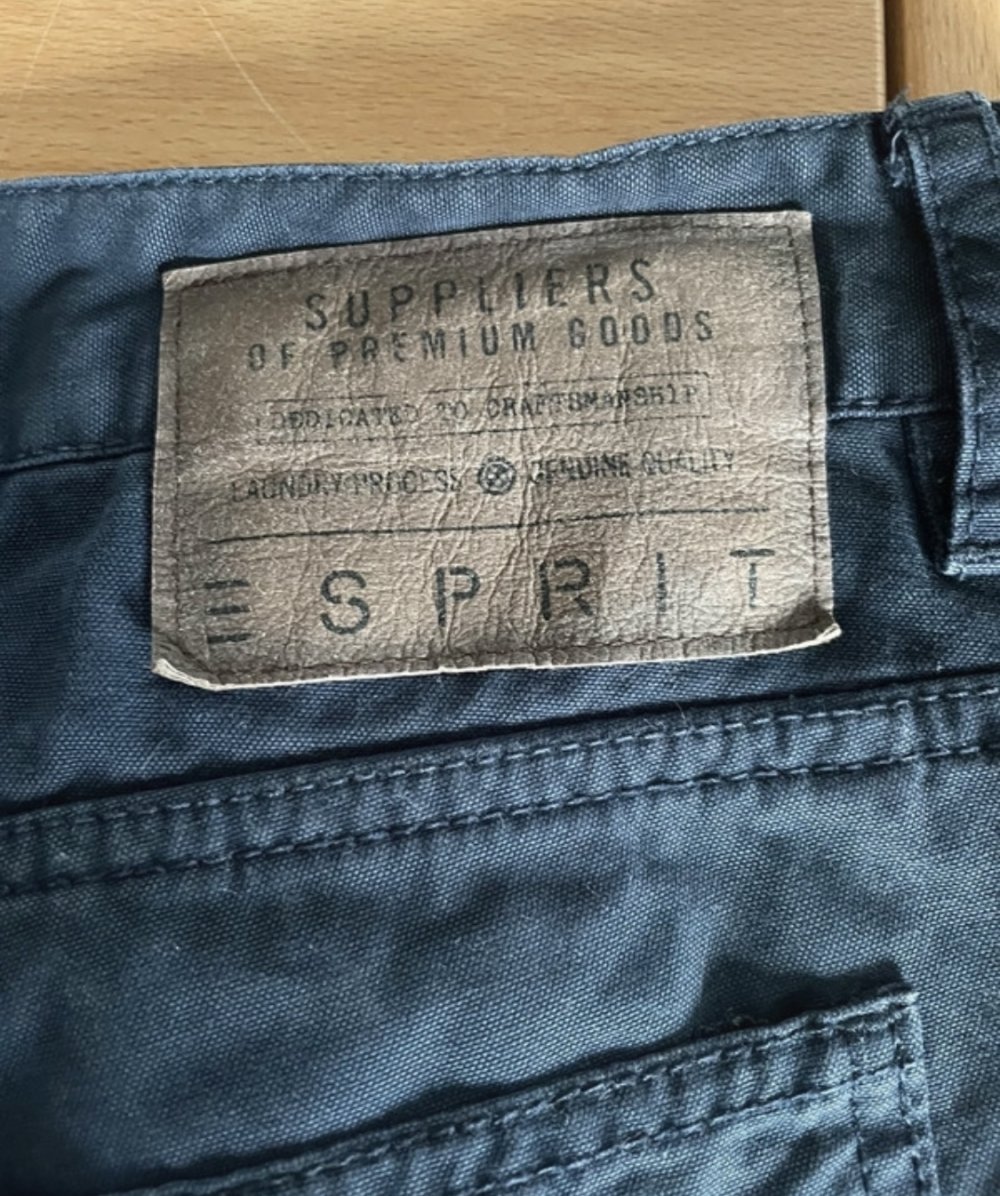 SUPPLIERS
OF PREMIUM GOODS
DEDICATED TO CRAFTSMANSHIP
LAUNDRY PROCESS GENUINE QUALITY
ESPRIT